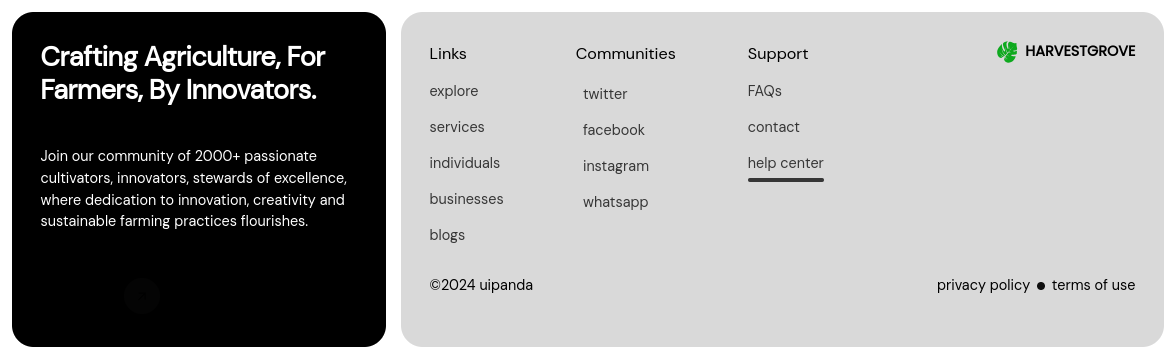 Crafting Agriculture, For
Farmers, By Innovators.
Join our community of 2000+ passionate
cultivators, innovators, stewards of excellence,
where dedication to innovation, creativity and
sustainable farming practices flourishes.
Links
explore
services
individuals
businesses
blogs
Communities
twitter
facebook
instagram
whatsapp
Support
FAQs
contact
help center
HARVESTGROVE
©2024 uipanda
privacy policy ● terms of use